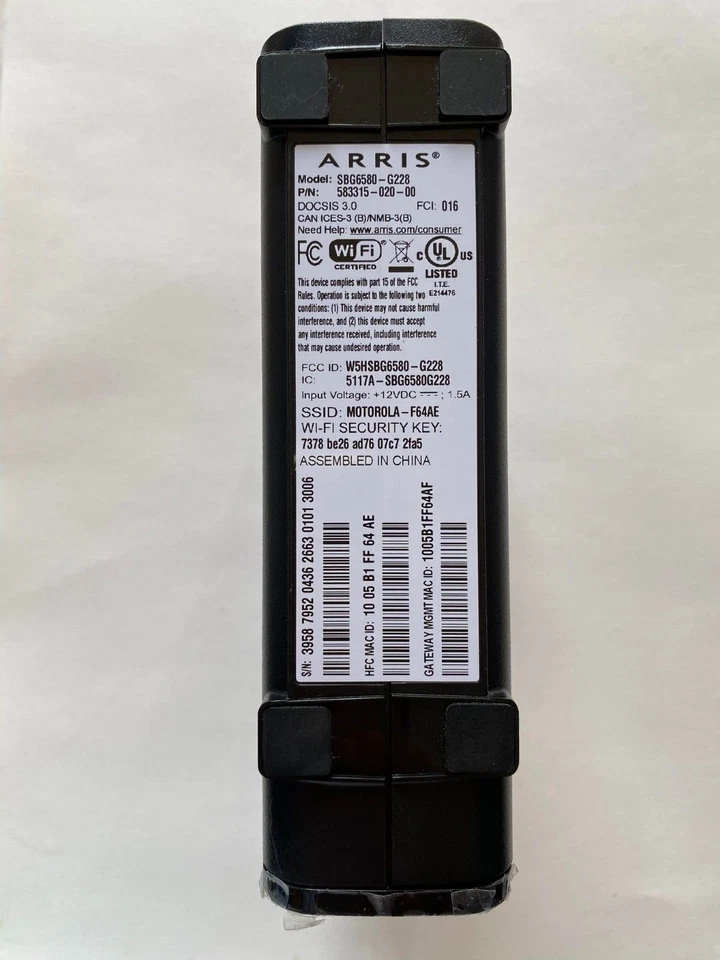 ARRIS®
Model: SBG6580-G228
P/N: 583315-020-00
DOCSIS 3.0 FCI: 016
CAN ICES-3 (B)/NMB-3(B)
Need Help: www.arris.com/consumer
FC Wi Fi® CERTIFIED c UL® US
LISTED
I.T.E.
E214476
This device complies with part 15 of the FCC
Rules. Operation is subject to the following two
conditions: (1) This device may not cause harmful
interference, and (2) this device must accept
any interference received, including interference
that may cause undesired operation.
FCC ID: W5HSBG6580-G228
IC: 5117A-SBG6580G228
Input Voltage: +12VDC ⎓ ; 1.5A
SSID: MOTOROLA-F64AE
WI-FI SECURITY KEY:
7378 be26 ad76 07c7 2fa5
ASSEMBLED IN CHINA
S/N: 3958 7952 0436 2663 0101 3006
HFC MAC ID: 10 05 B1 FF 64 AE
GATEWAY MGMT MAC ID: 1005B1FF64AF